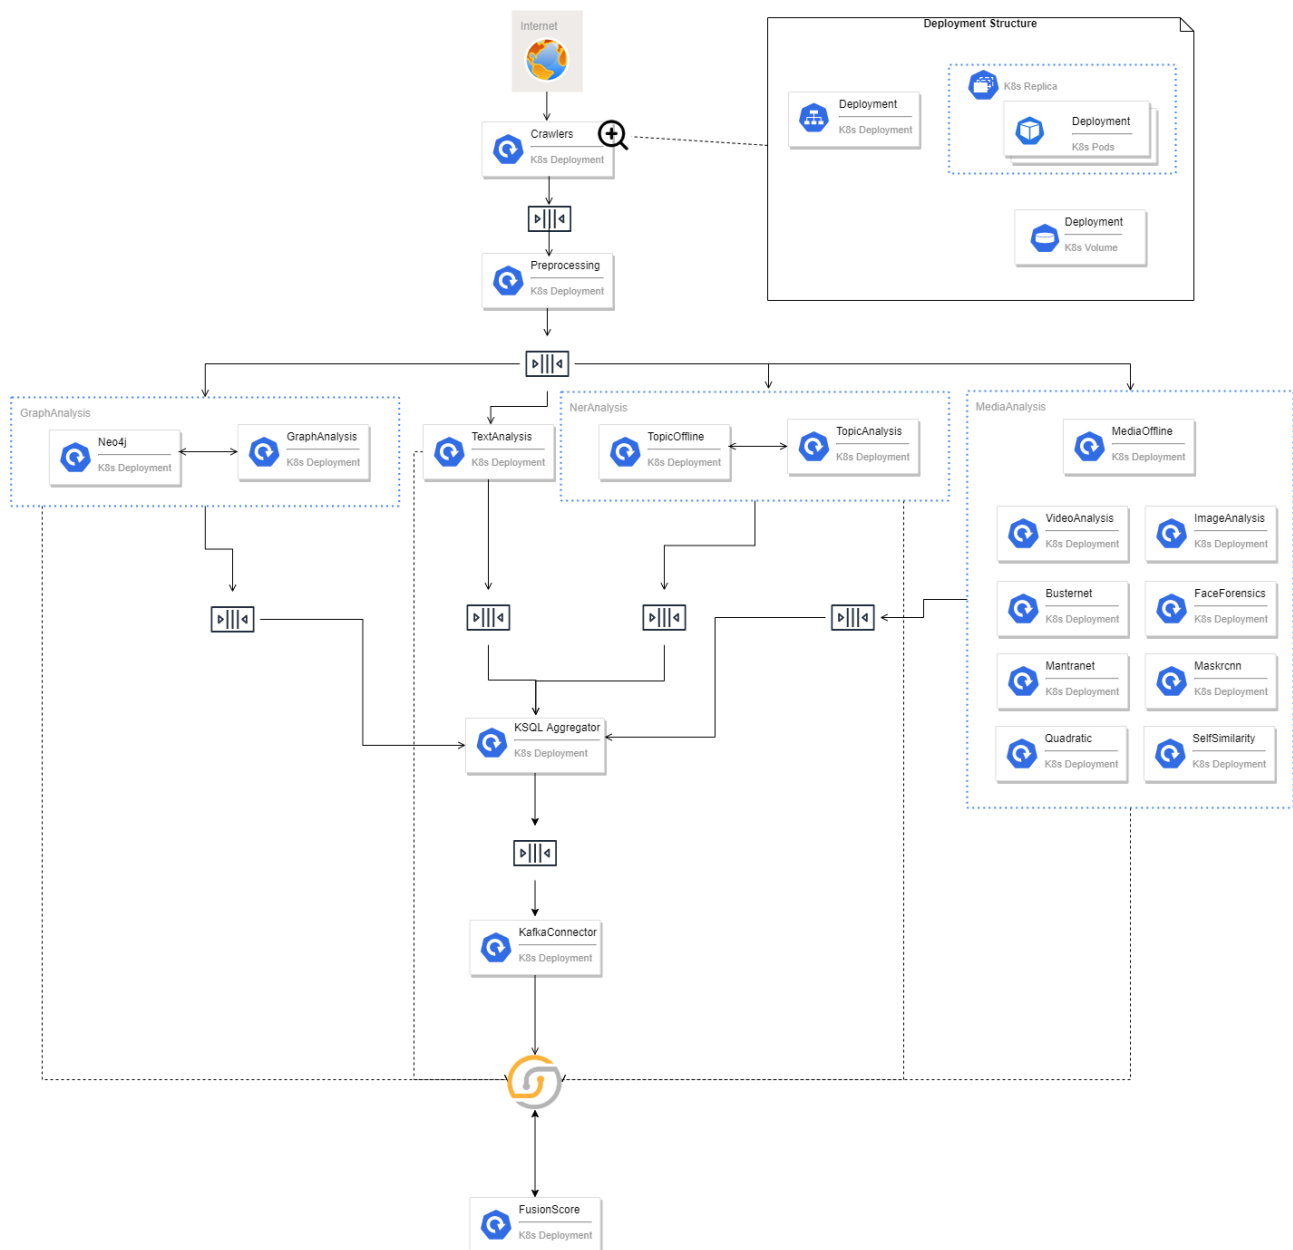 Internet
Deployment Structure
Crawlers
K8s Deployment
Deployment
K8s Deployment
K8s Replica
Deployment
K8s Pods
Deployment
K8s Volume
Preprocessing
K8s Deployment
GraphAnalysis
Neo4j
K8s Deployment
GraphAnalysis
K8s Deployment
TextAnalysis
K8s Deployment
NerAnalysis
TopicOffline
K8s Deployment
TopicAnalysis
K8s Deployment
MediaAnalysis
MediaOffline
K8s Deployment
VideoAnalysis
K8s Deployment
ImageAnalysis
K8s Deployment
Busternet
K8s Deployment
FaceForensics
K8s Deployment
Mantranet
K8s Deployment
Maskrcnn
K8s Deployment
Quadratic
K8s Deployment
SelfSimilarity
K8s Deployment
KSQL Aggregator
K8s Deployment
KafkaConnector
K8s Deployment
FusionScore
K8s Deployment